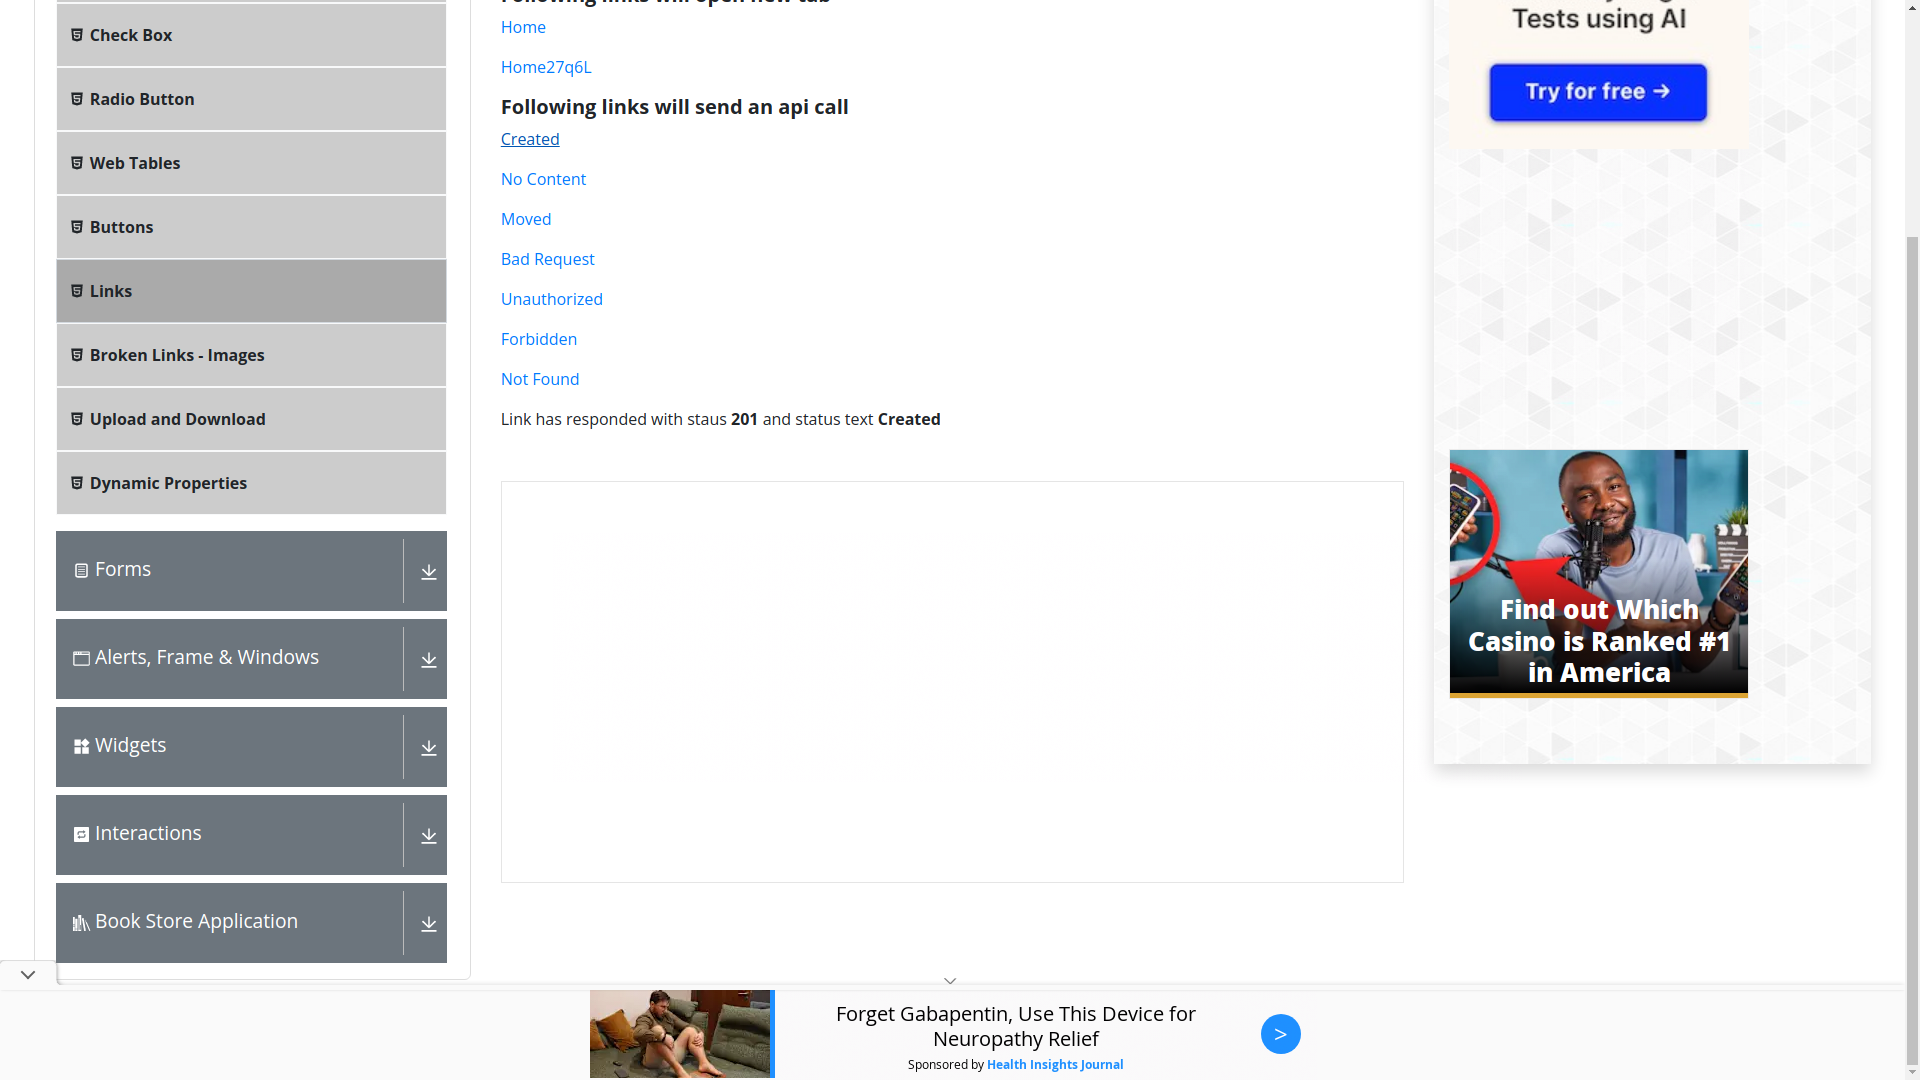 Following links will open new tab
Check Box
Radio Button
Web Tables
Buttons
Links
Broken Links - Images
Upload and Download
Dynamic Properties
Forms
Alerts, Frame & Windows
Widgets
Interactions
Book Store Application
Home
Home27q6L
Following links will send an api call
Created
No Content
Moved
Bad Request
Unauthorized
Forbidden
Not Found
Link has responded with staus 201 and status text Created
Tests using AI
Try for free →
Find out Which
Casino is Ranked #1
in America
Forget Gabapentin, Use This Device for
Neuropathy Relief
Sponsored by Health Insights Journal
>